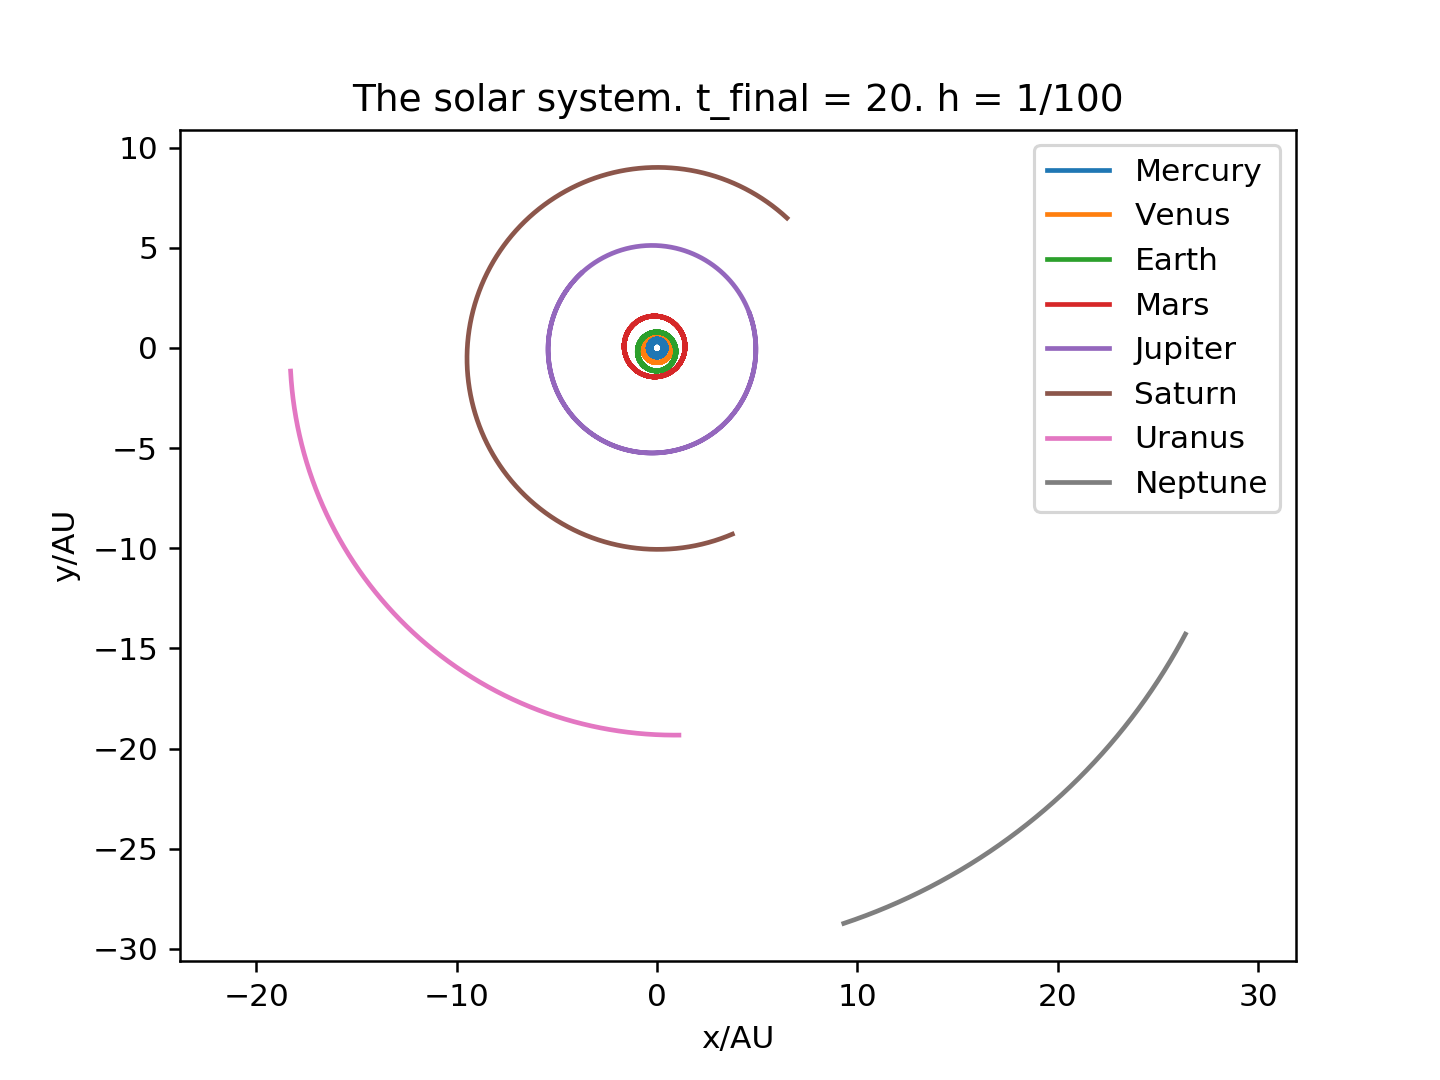 The solar system. t_final = 20. h = 1/100
10
5
0
−5
−10
−15
−20
−25
−30
y/AU
−20
−10
0
10
20
30
x/AU
Mercury
Venus
Earth
Mars
Jupiter
Saturn
Uranus
Neptune